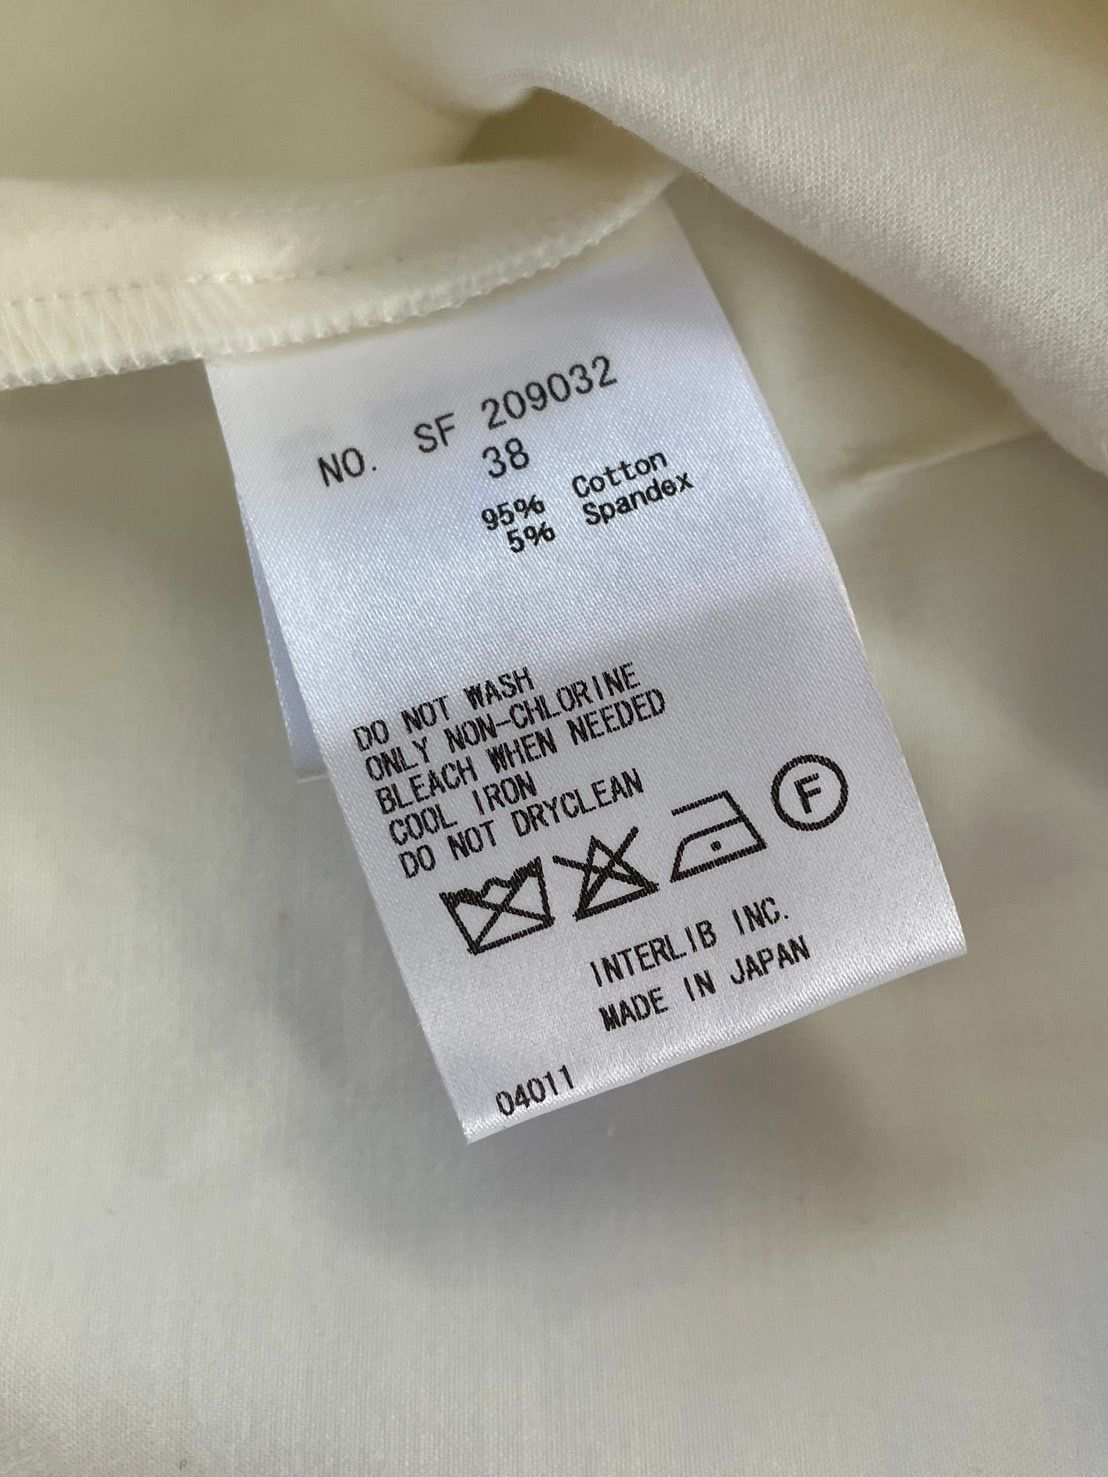 NO. SF 209032
38
95% Cotton
5% Spandex
DO NOT WASH
ONLY NON-CHLORINE
BLEACH WHEN NEEDED
COOL IRON
DO NOT DRYCLEAN
F
INTERLIB INC.
MADE IN JAPAN
04011